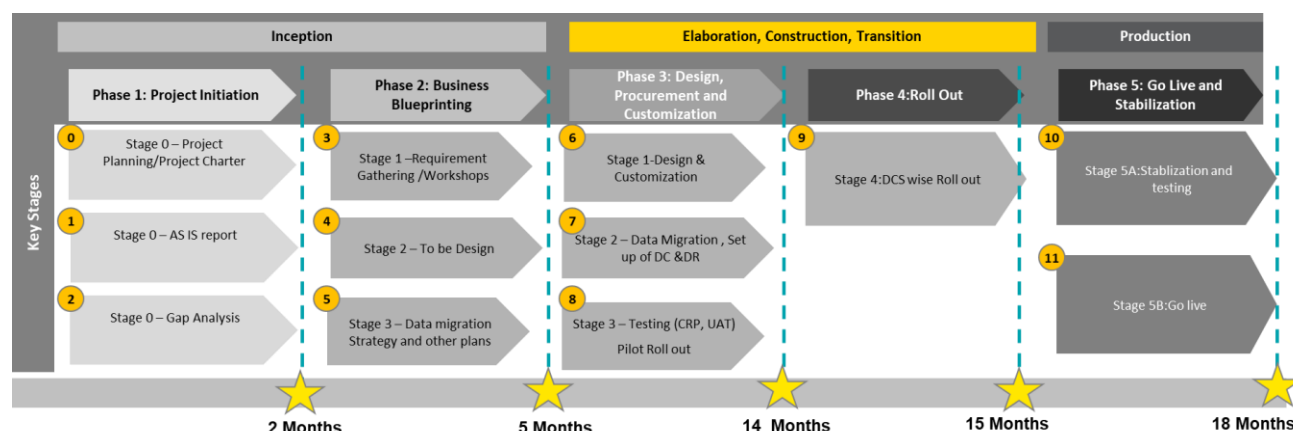 Inception
Elaboration, Construction, Transition
Production
Phase 1: Project Initiation
Phase 2: Business
Blueprinting
Phase 3: Design,
Procurement and
Customization
Phase 4:Roll Out
Phase 5: Go Live and
Stabilization
Key Stages
0
Stage 0 – Project
Planning/Project Charter
3
Stage 1 –Requirement
Gathering /Workshops
6
Stage 1-Design &
Customization
9
Stage 4:DCS wise Roll out
10
Stage 5A:Stablization and
testing
1
Stage 0 – AS IS report
4
Stage 2 – To be Design
7
Stage 2 – Data Migration , Set
up of DC &DR
11
Stage 5B:Go live
2
Stage 0 – Gap Analysis
5
Stage 3 – Data migration
Strategy and other plans
8
Stage 3 – Testing (CRP, UAT)
Pilot Roll out
2 Months
5 Months
14 Months
15 Months
18 Months